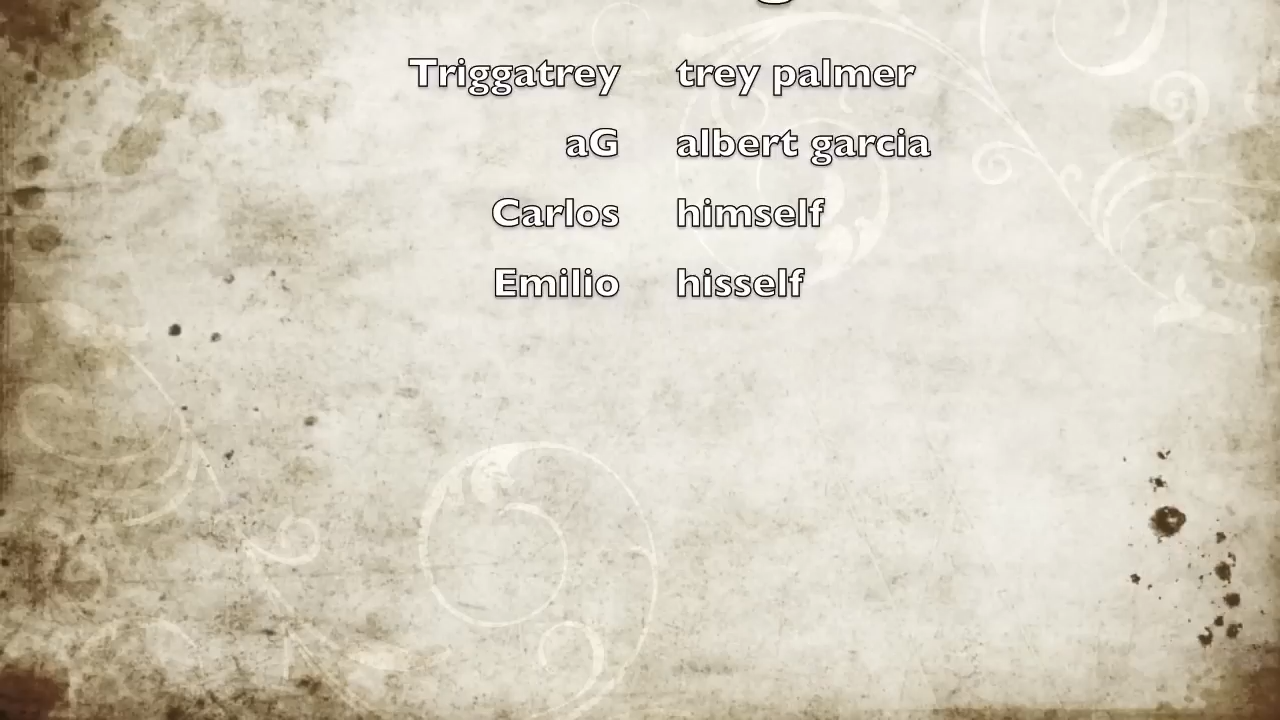 Triggatrey trey palmer
aG albert garcia
Carlos himself
Emilio hisself